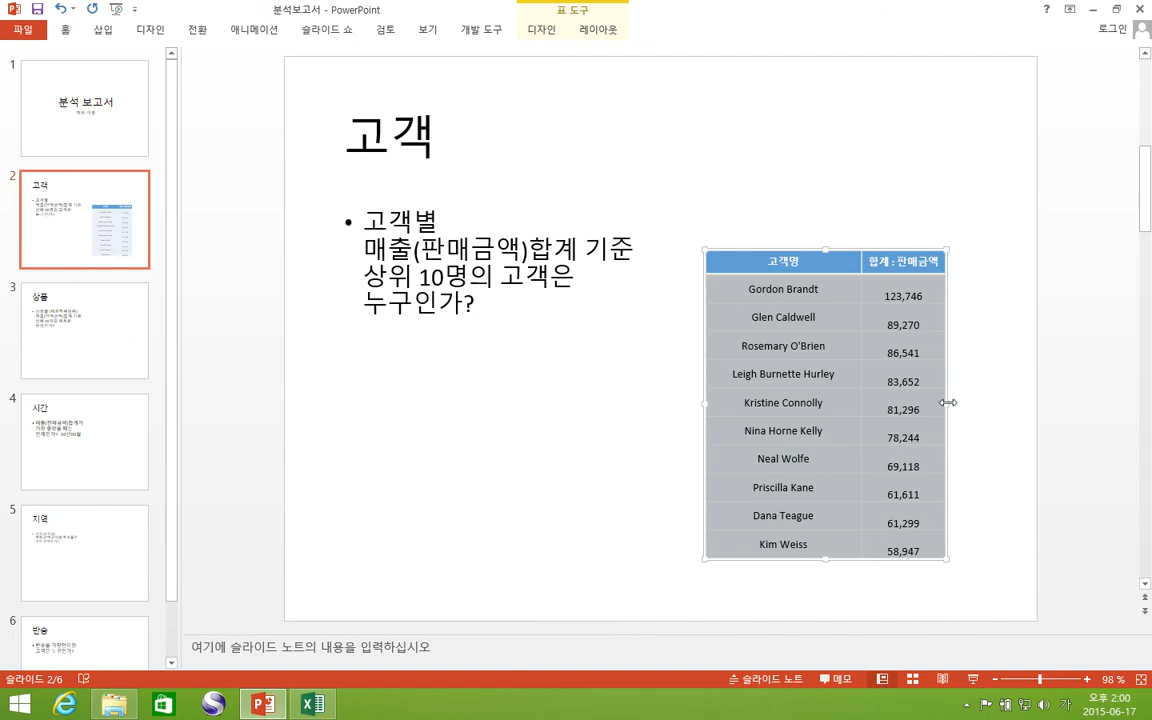 분석보고서 - PowerPoint
표 도구
파일 홈 삽입 디자인 전환 애니메이션 슬라이드 쇼 검토 보기 개발 도구 디자인 레이아웃
로그인
1
분석 보고서
2
고객
3
상품
4
시간
5
지역
6
반송
고객
• 고객별
매출(판매금액)합계 기준
상위 10명의 고객은
누구인가?
고객명 합계 : 판매금액
Gordon Brandt 123,746
Glen Caldwell 89,270
Rosemary O'Brien 86,541
Leigh Burnette Hurley 83,652
Kristine Connolly 81,296
Nina Horne Kelly 78,244
Neal Wolfe 69,118
Priscilla Kane 61,611
Dana Teague 61,299
Kim Weiss 58,947
여기에 슬라이드 노트의 내용을 입력하십시오
슬라이드 2/6
슬라이드 노트 메모 98 %
가
오후 2:00
2015-06-17